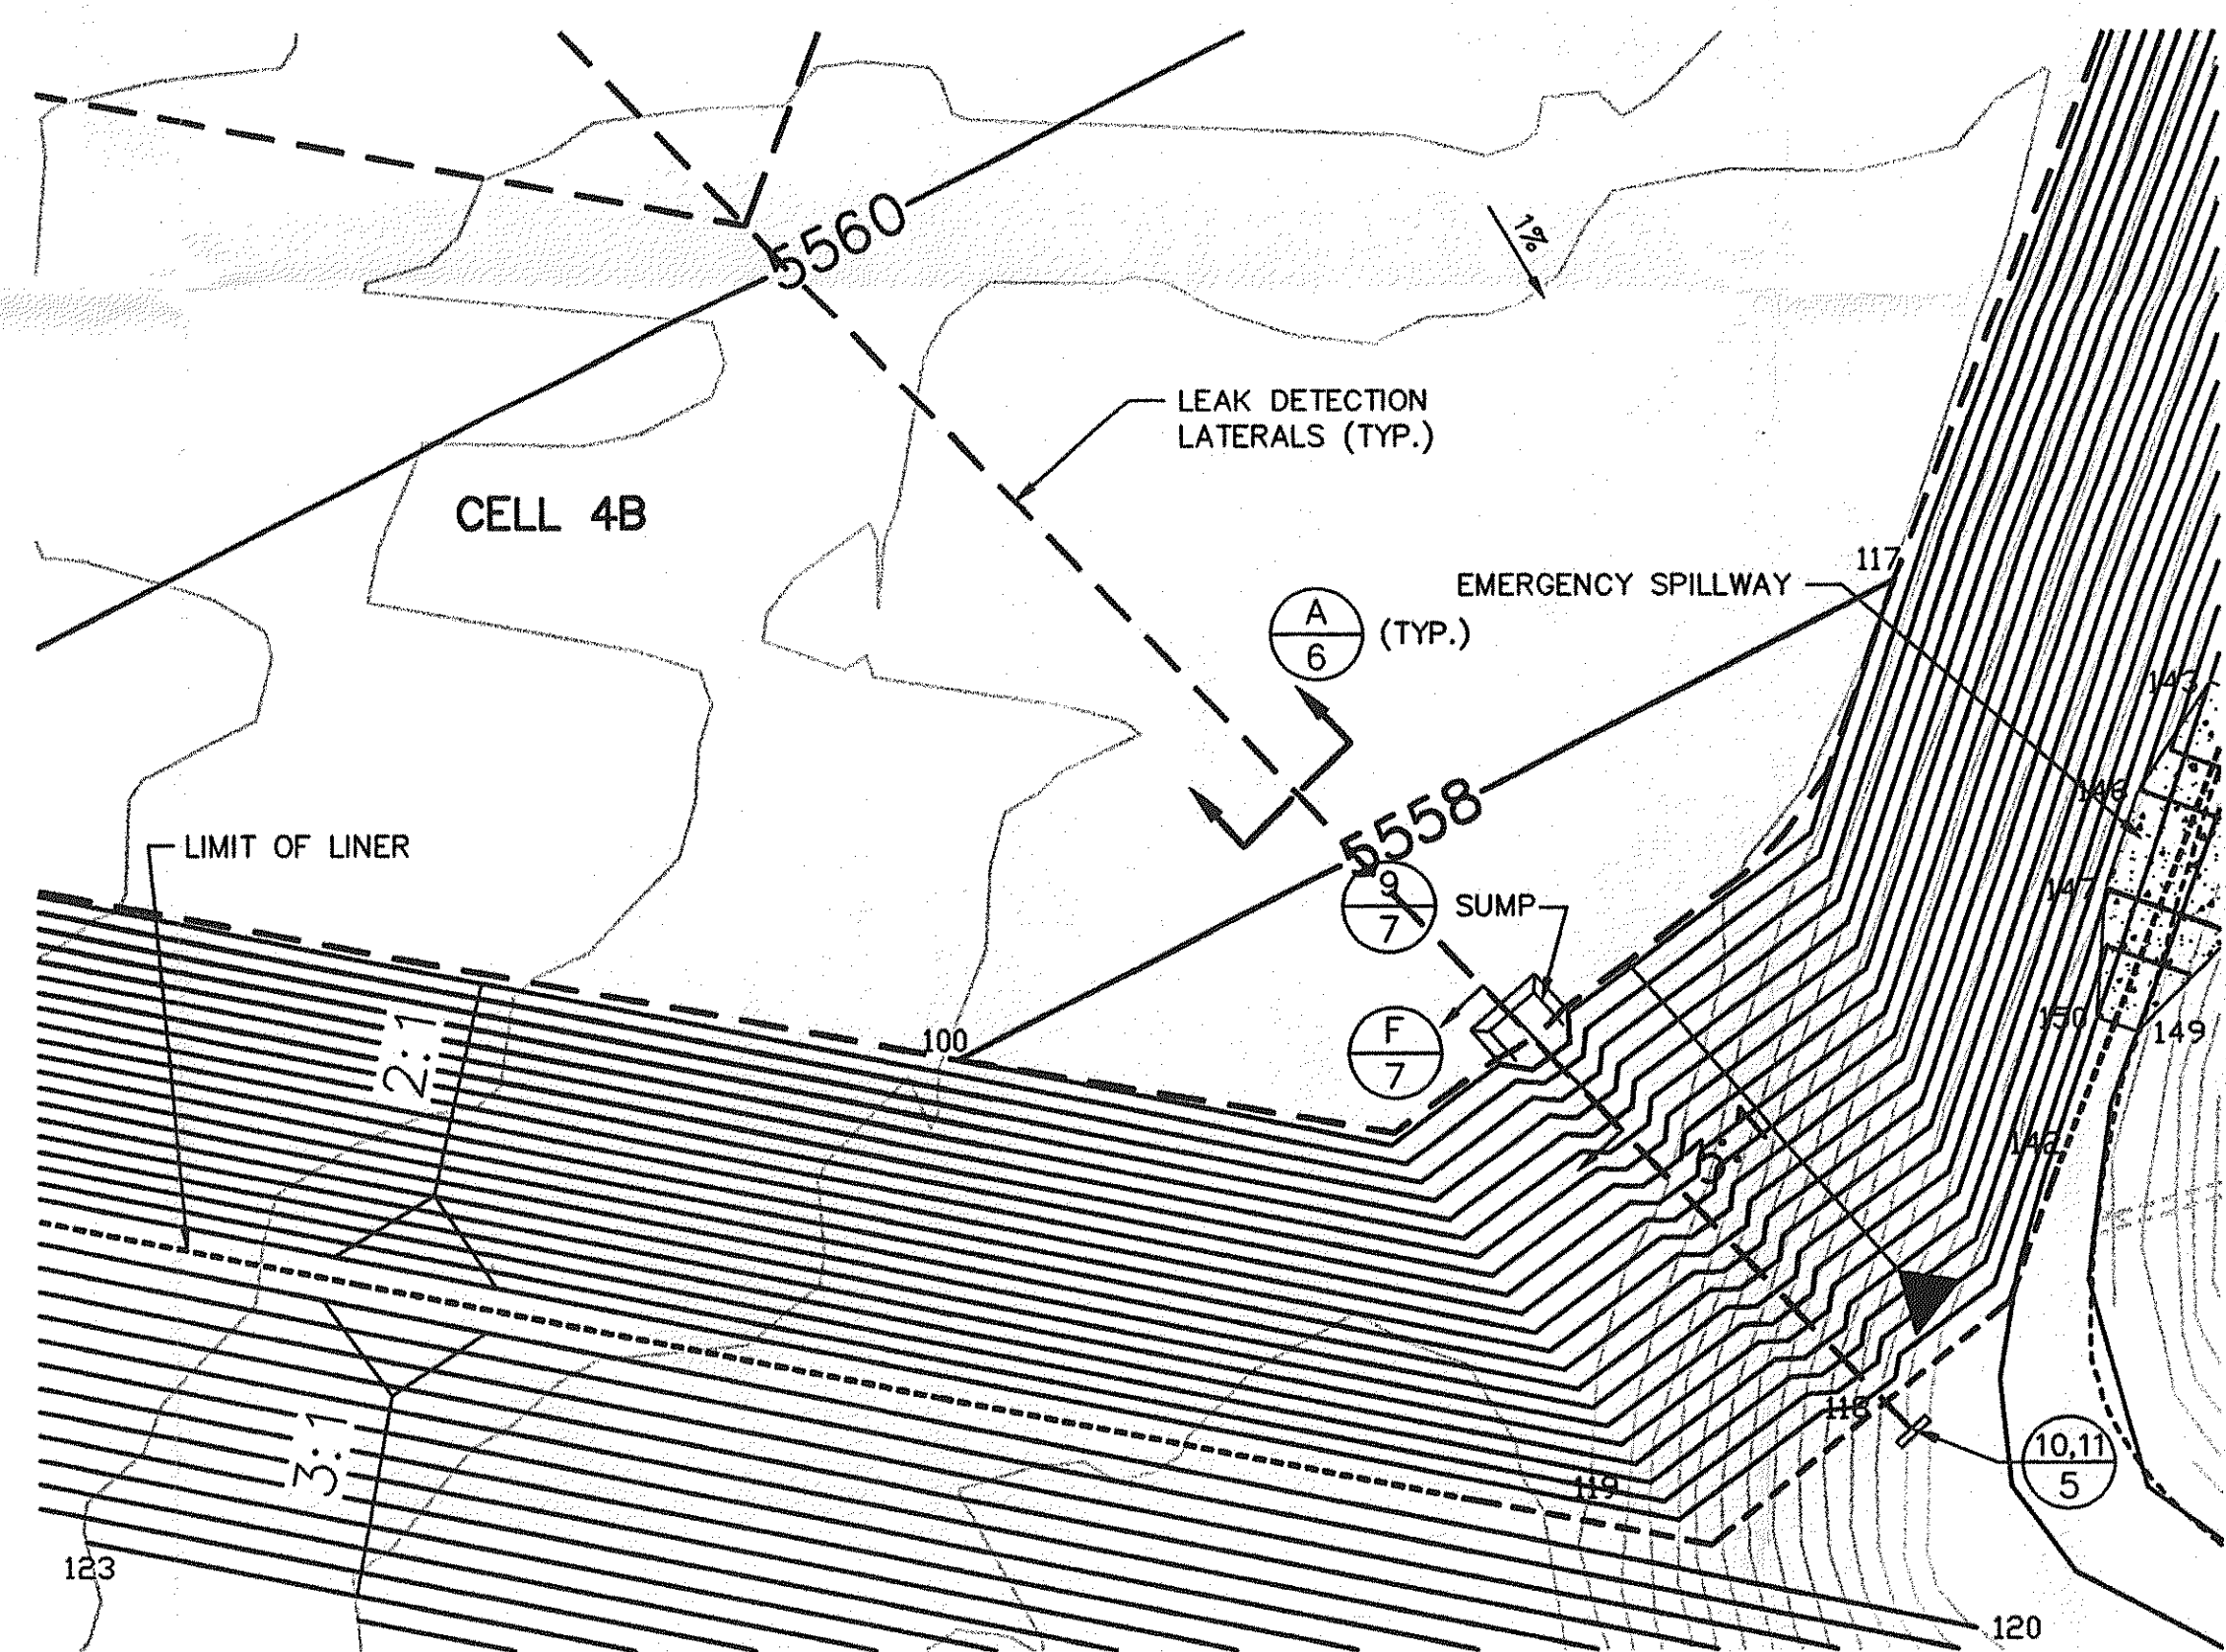 5560
1%
LEAK DETECTION
LATERALS (TYP.)
CELL 4B
117
EMERGENCY SPILLWAY
A
6
(TYP.)
143
146
5558
LIMIT OF LINER
147
9
7
SUMP
100
F
7
150
149
2:1
118
10,11
5
3:1
119
123
120